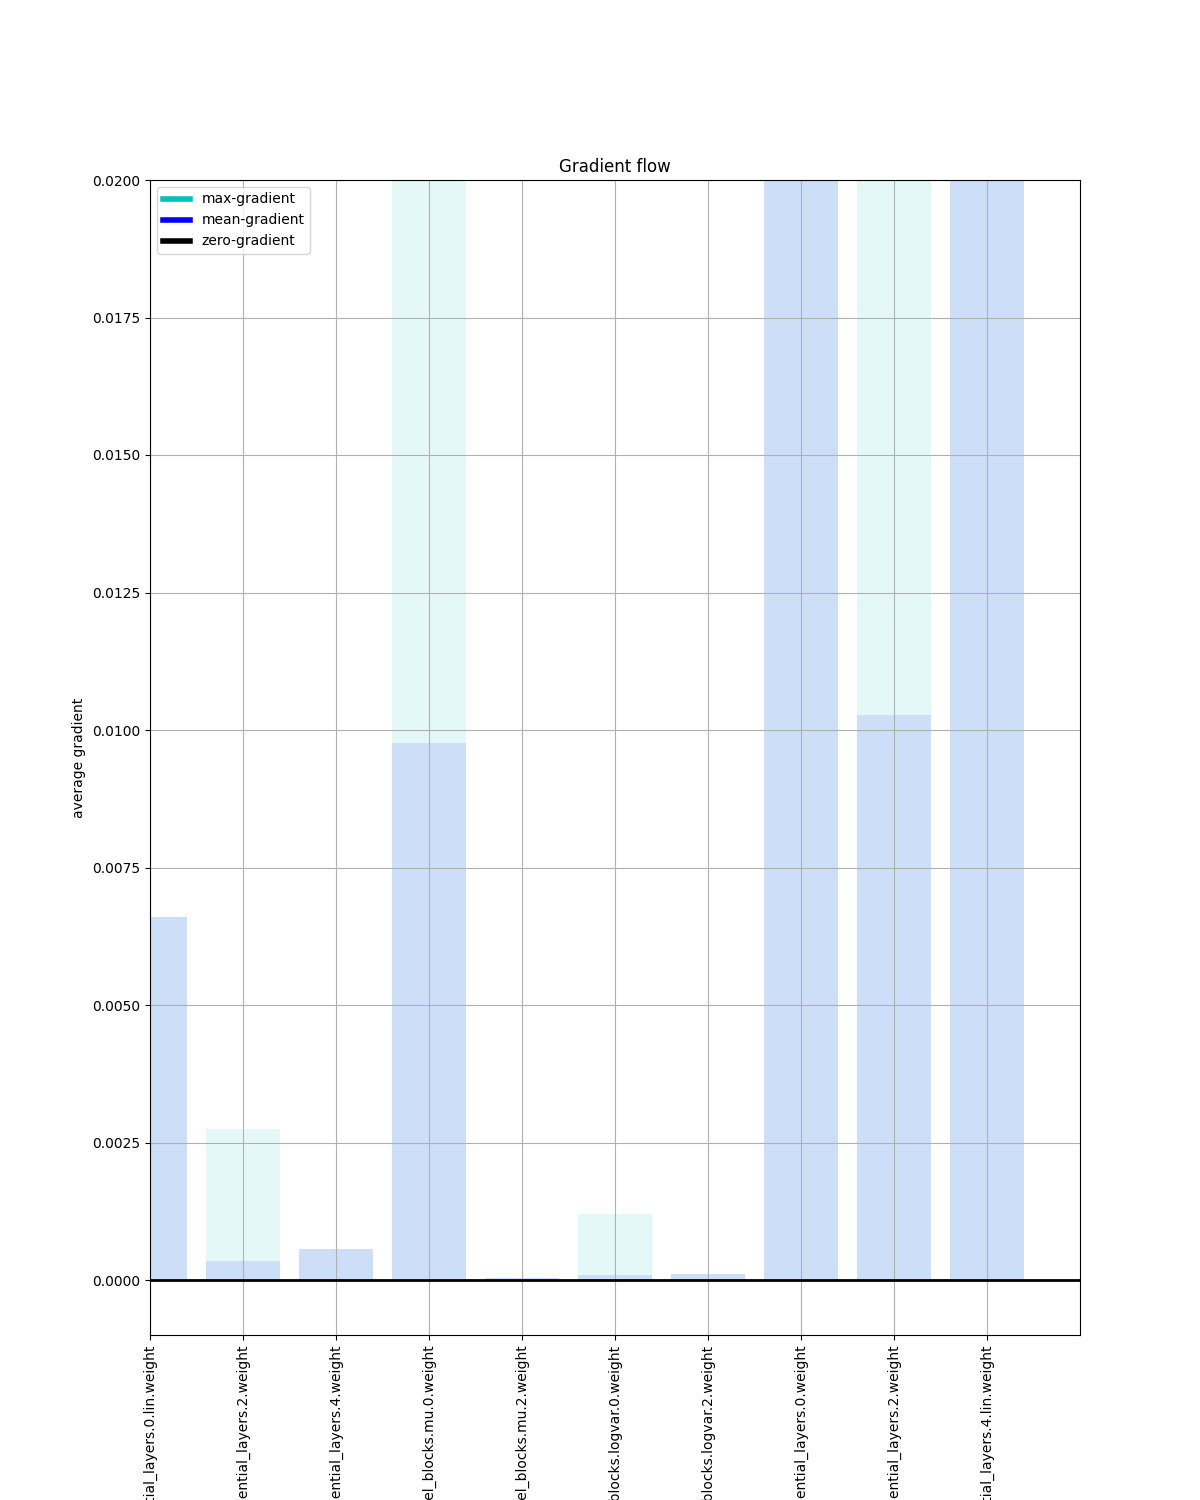 Gradient flow
max-gradient
mean-gradient
zero-gradient
average gradient
0.0200
0.0175
0.0150
0.0125
0.0100
0.0075
0.0050
0.0025
0.0000
tial_layers.0.lin.weight
ential_layers.2.weight
ential_layers.4.weight
el_blocks.mu.0.weight
el_blocks.mu.2.weight
blocks.logvar.0.weight
blocks.logvar.2.weight
ential_layers.0.weight
ential_layers.2.weight
tial_layers.4.lin.weight